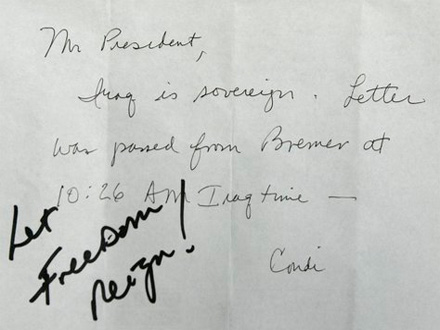 Mr President,
Iraq is sovereign. Letter
was passed from Bremer at
10:26 AM Iraq time —
Condi
Let
Freedom
Reign!